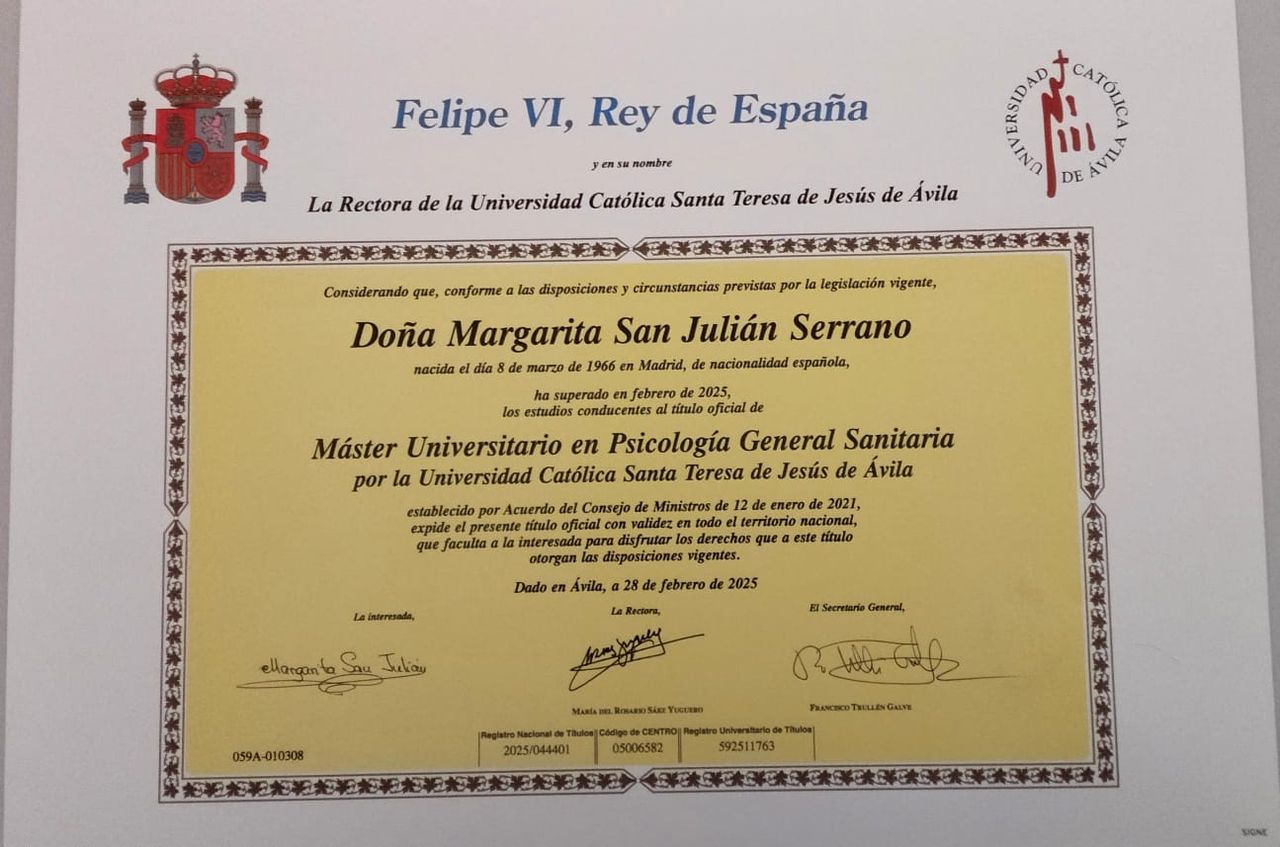 Felipe VI, Rey de España
UNIVERSIDAD CATÓLICA DE ÁVILA
y en su nombre
La Rectora de la Universidad Católica Santa Teresa de Jesús de Ávila
Considerando que, conforme a las disposiciones y circunstancias previstas por la legislación vigente,
Doña Margarita San Julián Serrano
nacida el día 8 de marzo de 1966 en Madrid, de nacionalidad española,
ha superado en febrero de 2025,
los estudios conducentes al título oficial de
Máster Universitario en Psicología General Sanitaria
por la Universidad Católica Santa Teresa de Jesús de Ávila
establecido por Acuerdo del Consejo de Ministros de 12 de enero de 2021,
expide el presente título oficial con validez en todo el territorio nacional,
que faculta a la interesada para disfrutar los derechos que a este título
otorgan las disposiciones vigentes.
Dado en Ávila, a 28 de febrero de 2025
La interesada, La Rectora, El Secretario General,
Margarita San Julián
MARÍA DEL ROSARIO SÁEZ YUGUERO FRANCISCO TRULLÉN GALVE
Registro Nacional de Títulos Código de CENTRO Registro Universitario de Títulos
059A-010308 2025/044401 05006582 592511763
SIGNE